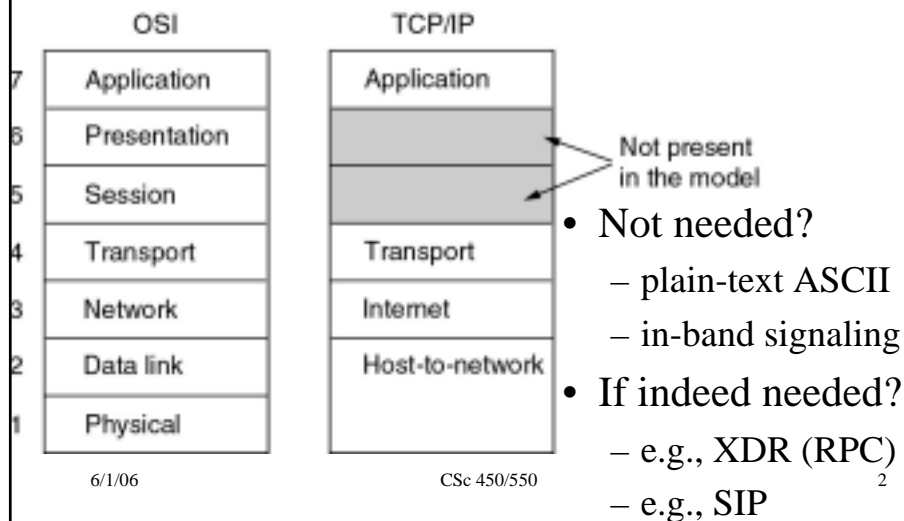 OSI
TCP/IP
7 Application Application
6 Presentation
Not present
in the model
5 Session
• Not needed?
4 Transport Transport
– plain-text ASCII
3 Network Internet
– in-band signaling
2 Data link Host-to-network
• If indeed needed?
1 Physical
– e.g., XDR (RPC)
6/1/06 CSc 450/550 2
– e.g., SIP